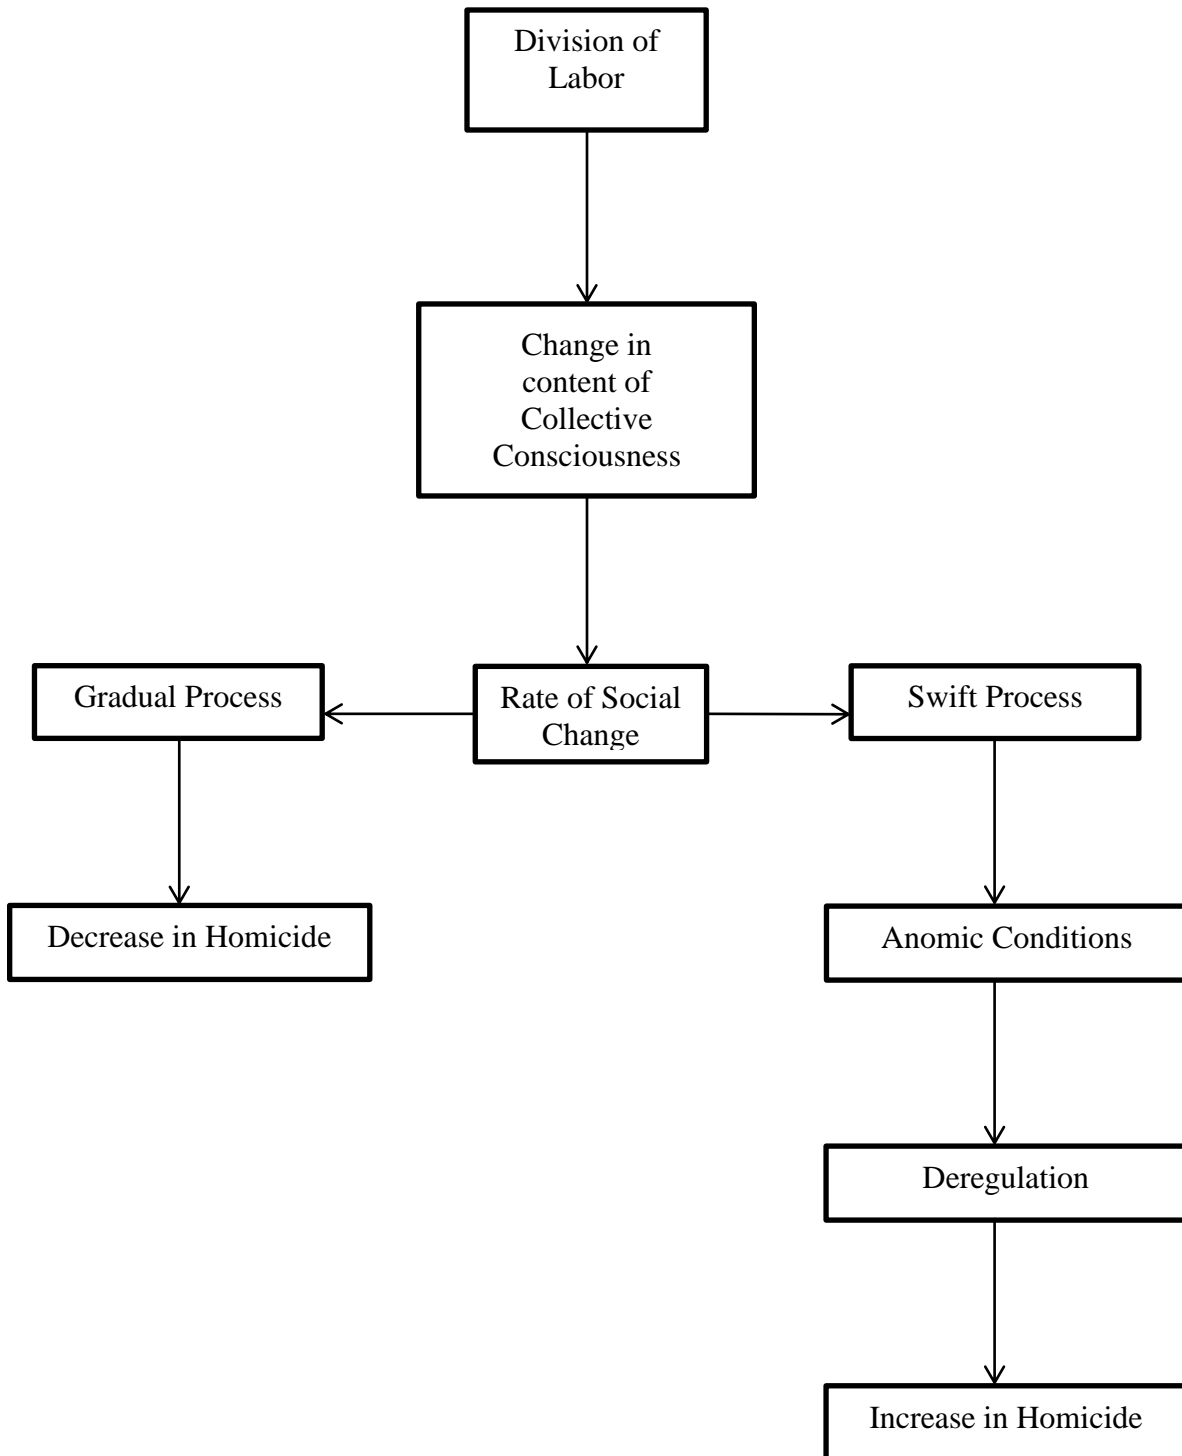 Division of
Labor
Change in
content of
Collective
Consciousness
Gradual Process
Rate of Social
Change
Swift Process
Decrease in Homicide
Anomic Conditions
Deregulation
Increase in Homicide